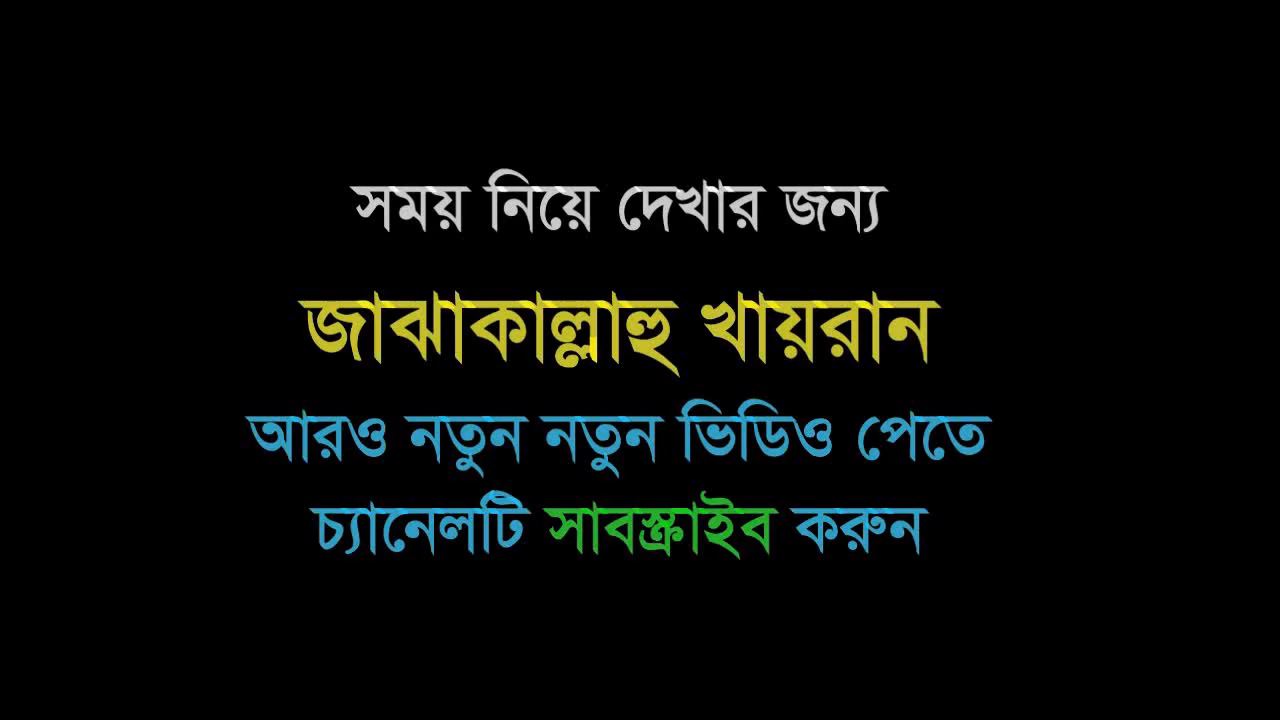 সময় নিয়ে দেখার জন্য
জাঝাকাল্লাহু খায়রান
আরও নতুন নতুন ভিডিও পেতে
চ্যানেলটি সাবস্ক্রাইব করুন